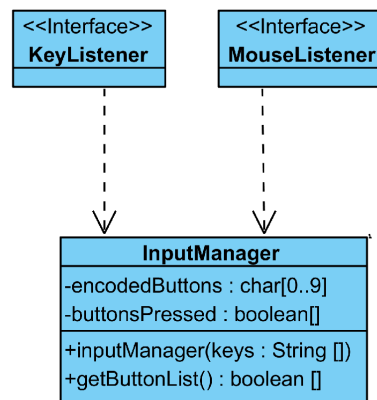 <<Interface>>
KeyListener
<<Interface>>
MouseListener
InputManager
-encodedButtons : char[0..9]
-buttonsPressed : boolean[]
+inputManager(keys : String [])
+getButtonList() : boolean []